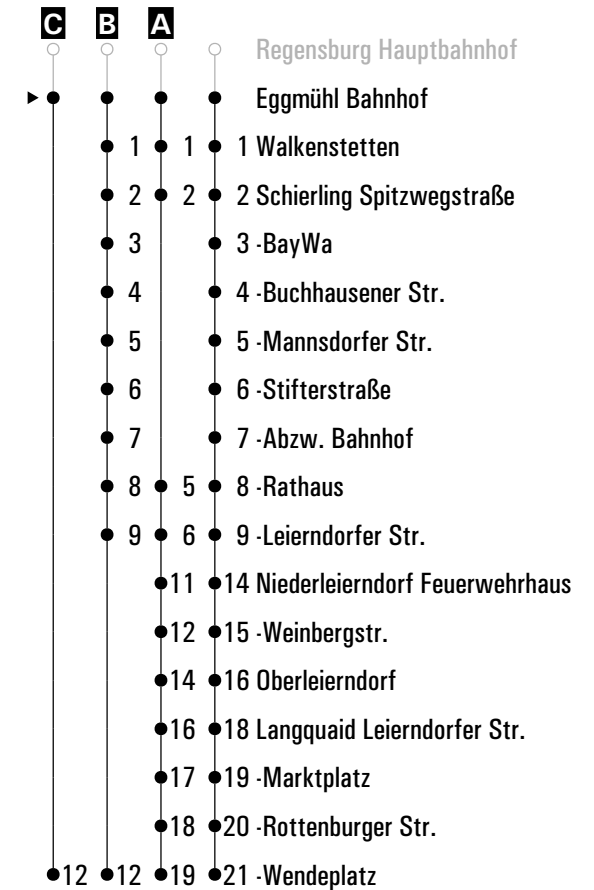 C B A
Regensburg Hauptbahnhof
Eggmühl Bahnhof
1 1 1 Walkenstetten
2 2 2 Schierling Spitzwegstraße
3 3 -BayWa
4 4 -Buchhausener Str.
5 5 -Mannsdorfer Str.
6 6 -Stifterstraße
7 7 -Abzw. Bahnhof
8 5 8 -Rathaus
9 6 9 -Leierndorfer Str.
11 14 Niederleierndorf Feuerwehrhaus
12 15 -Weinbergstr.
14 16 Oberleierndorf
16 18 Langquaid Leierndorfer Str.
17 19 -Marktplatz
18 20 -Rottenburger Str.
12 12 19 21 -Wendeplatz